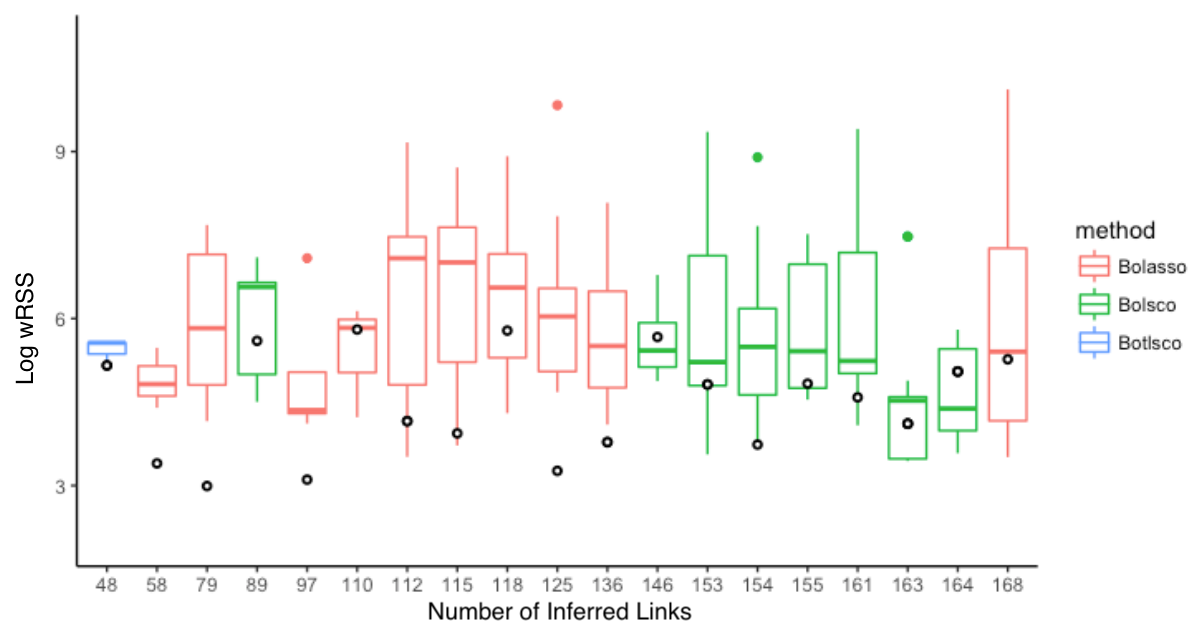 Log wRSS
9
6
3
48 58 79 89 97 110 112 115 118 125 136 146 153 154 155 161 163 164 168
Number of Inferred Links
method
Bolasso
Bolsco
Botlsco